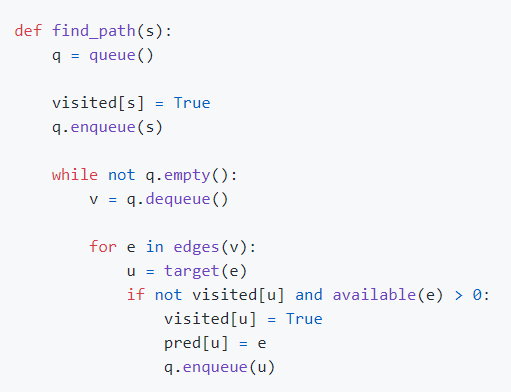 def find_path(s):
    q = queue()

    visited[s] = True
    q.enqueue(s)

    while not q.empty():
        v = q.dequeue()

        for e in edges(v):
            u = target(e)
            if not visited[u] and available(e) > 0:
                visited[u] = True
                pred[u] = e
                q.enqueue(u)